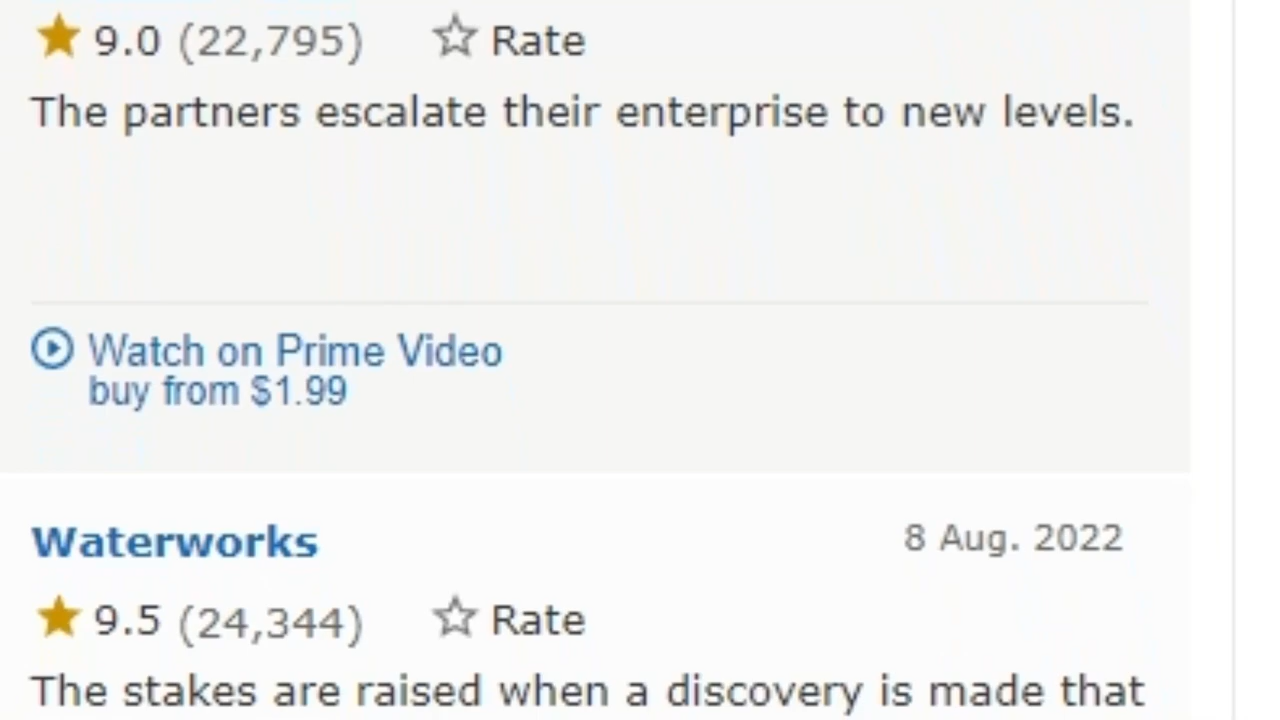 9.0 (22,795) Rate
The partners escalate their enterprise to new levels.
Watch on Prime Video
buy from $1.99
Waterworks 8 Aug. 2022
9.5 (24,344) Rate
The stakes are raised when a discovery is made that